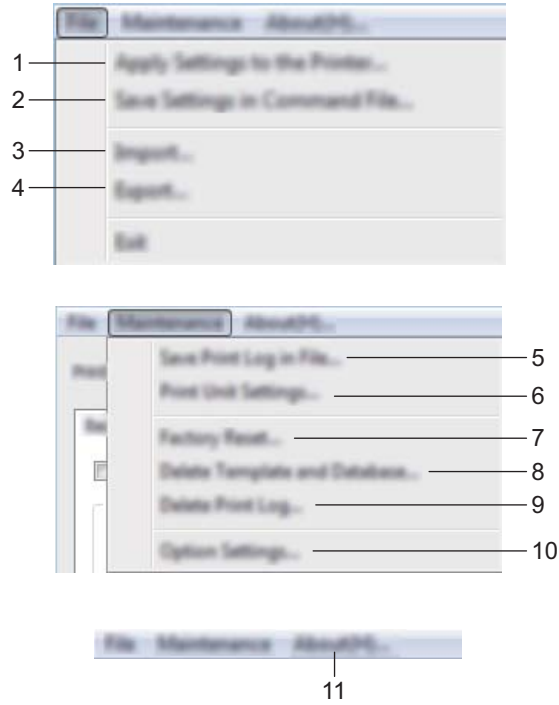 File Maintenance About(H)...
1 Apply Settings to the Printer...
2 Save Settings in Command File...
3 Import...
4 Export...
Exit
File Maintenance About(H)...
Save Print Log in File... 5
Print Unit Settings... 6
Factory Reset... 7
Delete Template and Database... 8
Delete Print Log... 9
Option Settings... 10
File Maintenance About(H)...
11